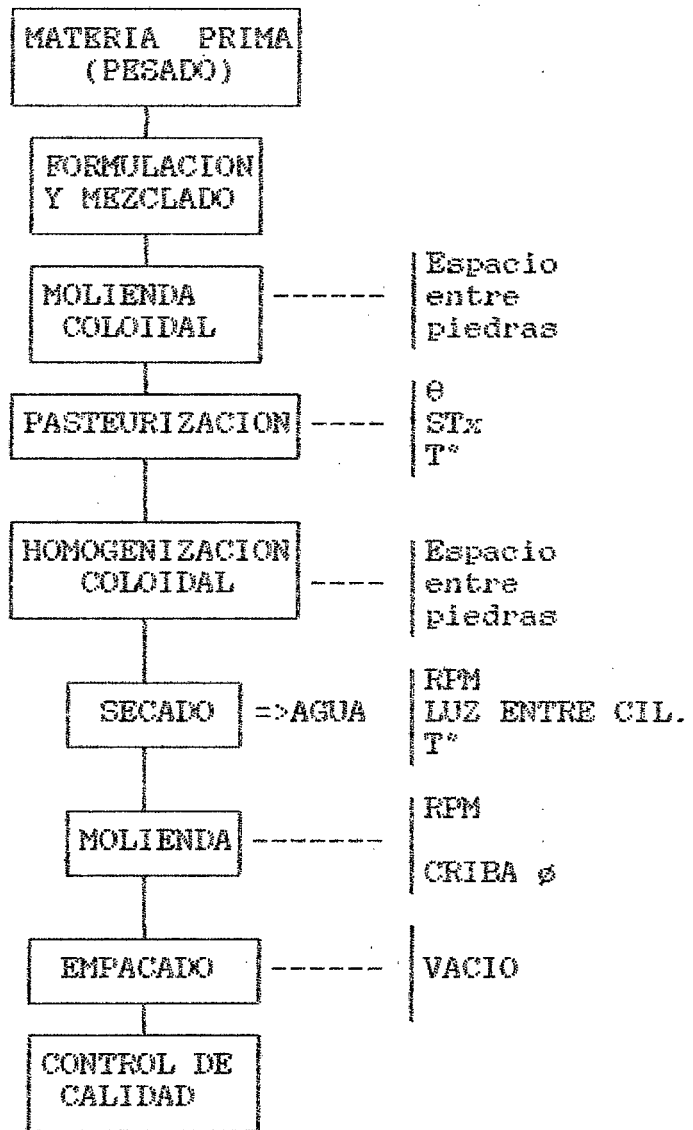 MATERIA PRIMA
(PESADO)
FORMULACION
Y MEZCLADO
MOLIENDA
COLOIDAL
Espacio
entre
piedras
PASTEURIZACION
θ
STx
T°
HOMOGENIZACION
COLOIDAL
Espacio
entre
piedras
SECADO =>AGUA
RPM
LUZ ENTRE CIL.
T°
MOLIENDA
RPM
CRIBA ø
EMPACADO
VACIO
CONTROL DE
CALIDAD